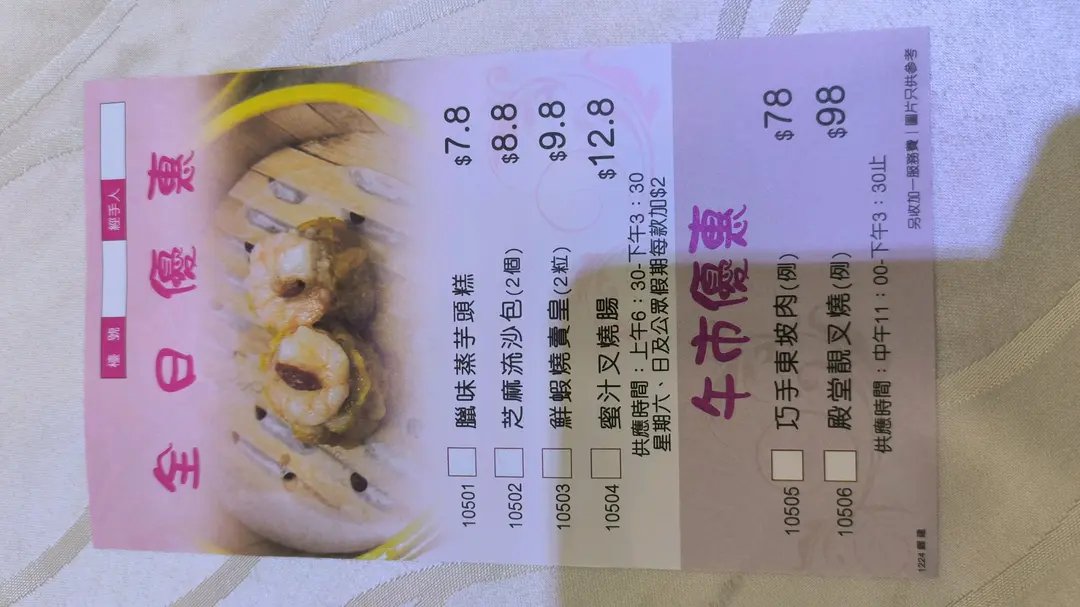 檯號 經手人
全日優惠
10501 臘味蒸芋頭糕 $7.8
10502 芝麻流沙包(2個) $8.8
10503 鮮蝦燒賣皇(2粒) $9.8
10504 蜜汁叉燒腸 $12.8
供應時間：上午6：30-下午3：30
星期六、日及公眾假期每款加$2
午市優惠
10505 巧手東坡肉(例) $78
10506 殿堂靚叉燒(例) $98
供應時間：中午11：00-下午3：30止
另收加一服務費｜圖片只供參考
1224